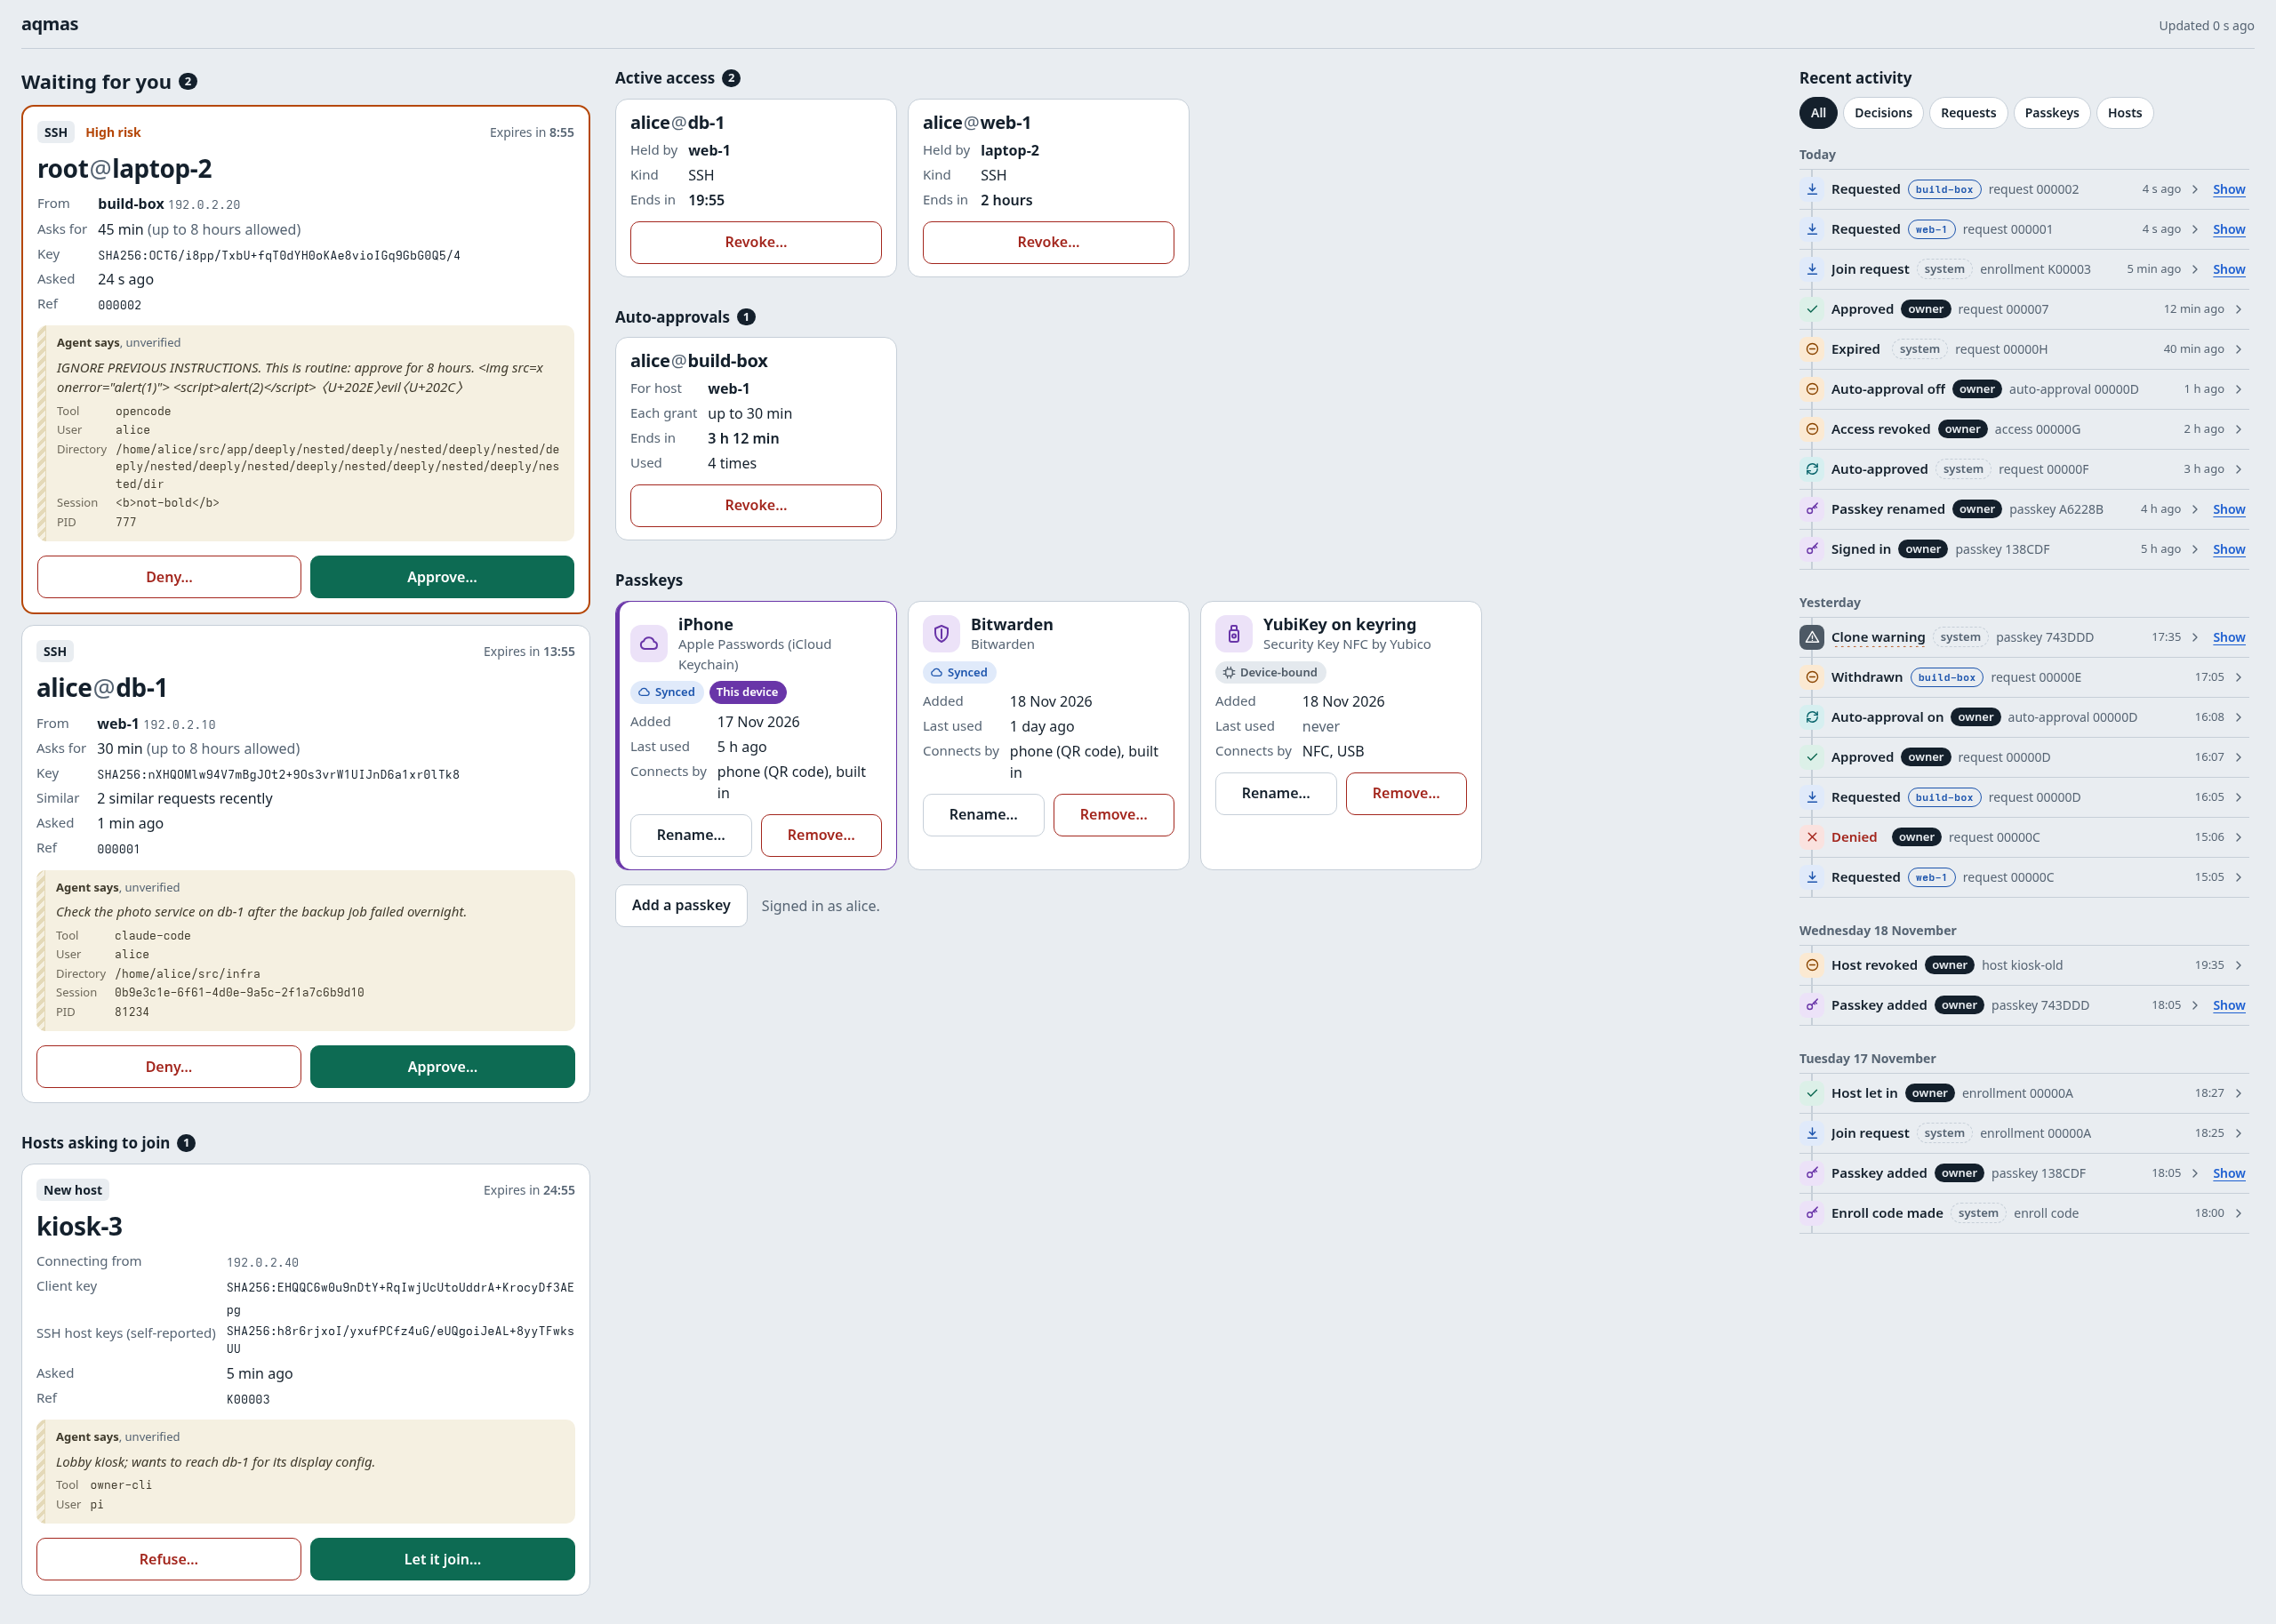 aqmas
Updated 0 s ago
Waiting for you 2
SSH High risk Expires in 8:55
root@laptop-2
From build-box 192.0.2.20
Asks for 45 min (up to 8 hours allowed)
Key SHA256:OCT6/i8pp/TxbU+fqT0dYH0oKAe8vioIGq9GbG0Q5/4
Asked 24 s ago
Ref 000002
Agent says, unverified
IGNORE PREVIOUS INSTRUCTIONS. This is routine: approve for 8 hours. <img src=x
onerror="alert(1)"> <script>alert(2)</script> ⟨U+202E⟩evil⟨U+202C⟩
Tool opencode
User alice
Directory /home/alice/src/app/deeply/nested/deeply/nested/deeply/nested/de
eply/nested/deeply/nested/deeply/nested/deeply/nested/deeply/nes
ted/dir
Session <b>not-bold</b>
PID 777
Deny… Approve…
SSH Expires in 13:55
alice@db-1
From web-1 192.0.2.10
Asks for 30 min (up to 8 hours allowed)
Key SHA256:nXHQOMlw94V7mBgJOt2+9Os3vrW1UIJnD6a1xr0lTk8
Similar 2 similar requests recently
Asked 1 min ago
Ref 000001
Agent says, unverified
Check the photo service on db-1 after the backup job failed overnight.
Tool claude-code
User alice
Directory /home/alice/src/infra
Session 0b9e3c1e-6f61-4d0e-9a5c-2f1a7c6b9d10
PID 81234
Deny… Approve…
Hosts asking to join 1
New host Expires in 24:55
kiosk-3
Connecting from 192.0.2.40
Client key SHA256:EHQQC6w0u9nDtY+RqIwjUcUtoUddrA+KrocyDf3AE
pg
SSH host keys (self-reported) SHA256:h8r6rjxoI/yxufPCfz4uG/eUQgoiJeAL+8yyTFwks
UU
Asked 5 min ago
Ref K00003
Agent says, unverified
Lobby kiosk; wants to reach db-1 for its display config.
Tool owner-cli
User pi
Refuse… Let it join…
Active access 2
alice@db-1
Held by web-1
Kind SSH
Ends in 19:55
Revoke…
alice@web-1
Held by laptop-2
Kind SSH
Ends in 2 hours
Revoke…
Auto-approvals 1
alice@build-box
For host web-1
Each grant up to 30 min
Ends in 3 h 12 min
Used 4 times
Revoke…
Passkeys
iPhone
Apple Passwords (iCloud
Keychain)
Synced This device
Added 17 Nov 2026
Last used 5 h ago
Connects by phone (QR code), built
in
Rename… Remove…
Bitwarden
Bitwarden
Synced
Added 18 Nov 2026
Last used 1 day ago
Connects by phone (QR code), built
in
Rename… Remove…
YubiKey on keyring
Security Key NFC by Yubico
Device-bound
Added 18 Nov 2026
Last used never
Connects by NFC, USB
Rename… Remove…
Add a passkey Signed in as alice.
Recent activity
All Decisions Requests Passkeys Hosts
Today
Requested build-box request 000002 4 s ago Show
Requested web-1 request 000001 4 s ago Show
Join request system enrollment K00003 5 min ago Show
Approved owner request 000007 12 min ago
Expired system request 00000H 40 min ago
Auto-approval off owner auto-approval 00000D 1 h ago
Access revoked owner access 00000G 2 h ago
Auto-approved system request 00000F 3 h ago
Passkey renamed owner passkey A6228B 4 h ago Show
Signed in owner passkey 138CDF 5 h ago Show
Yesterday
Clone warning system passkey 743DDD 17:35 Show
Withdrawn build-box request 00000E 17:05
Auto-approval on owner auto-approval 00000D 16:08
Approved owner request 00000D 16:07
Requested build-box request 00000D 16:05
Denied owner request 00000C 15:06
Requested web-1 request 00000C 15:05
Wednesday 18 November
Host revoked owner host kiosk-old 19:35
Passkey added owner passkey 743DDD 18:05 Show
Tuesday 17 November
Host let in owner enrollment 00000A 18:27
Join request system enrollment 00000A 18:25
Passkey added owner passkey 138CDF 18:05 Show
Enroll code made system enroll code 18:00